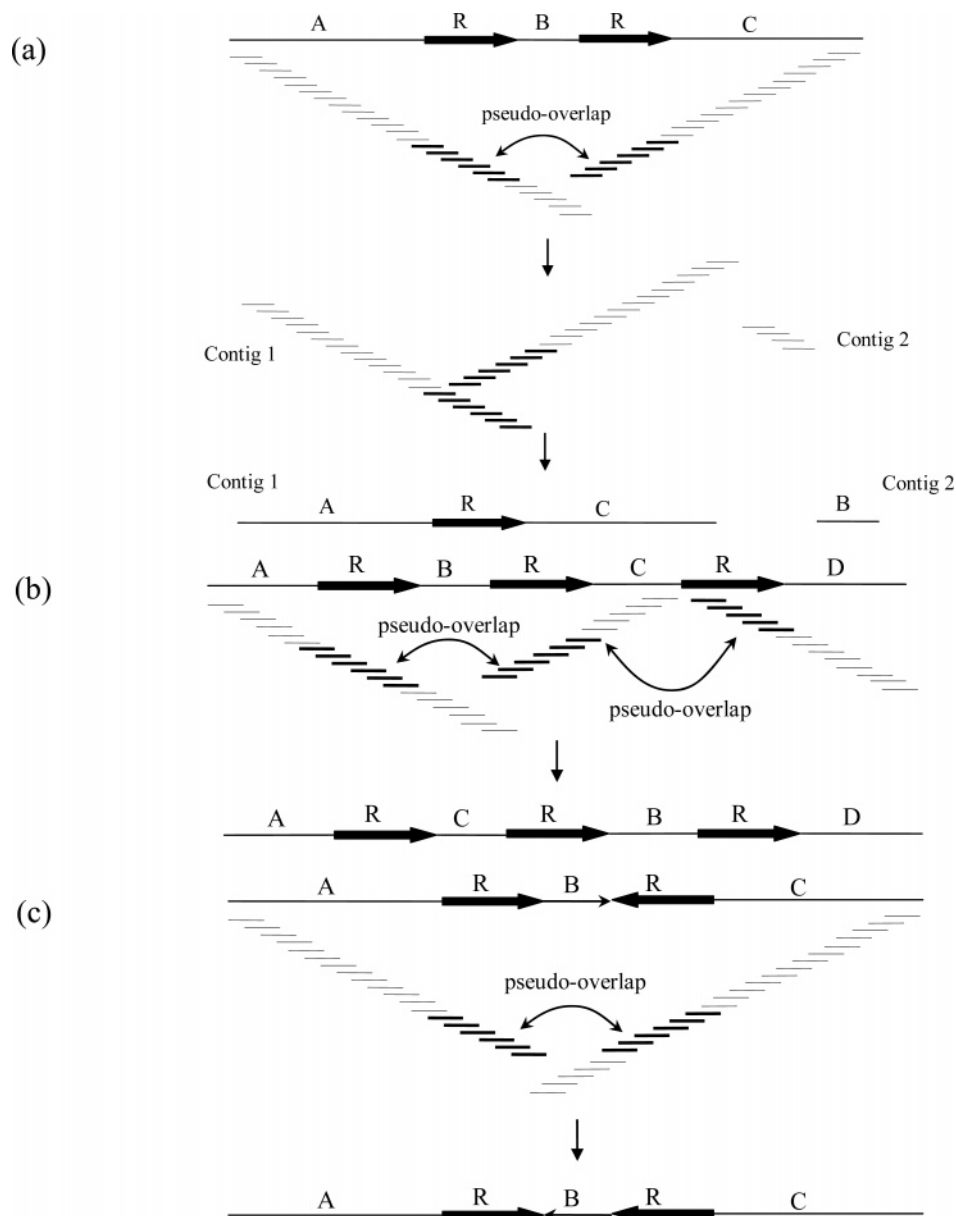 A R B R C
(a)
pseudo-overlap
Contig 1
Contig 2
Contig 1
Contig 2
A R C B
A R B R C R D
(b)
pseudo-overlap
pseudo-overlap
A R C R B R D
A R B R C
(c)
pseudo-overlap
A R B R C